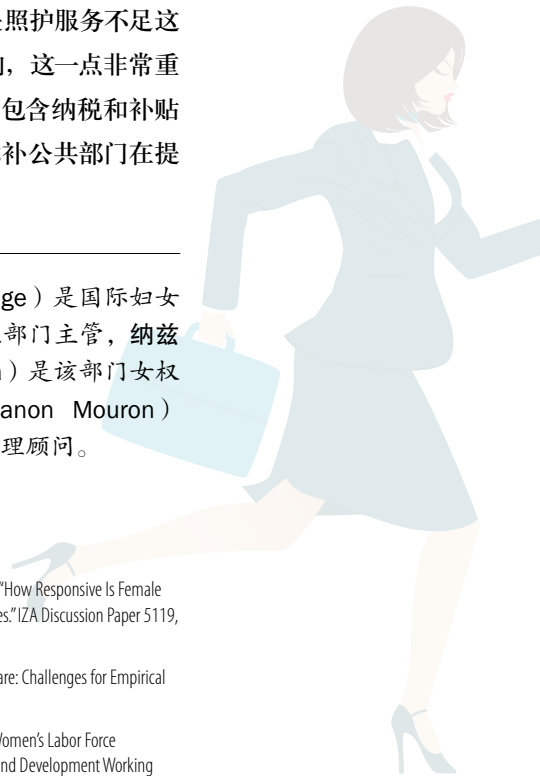 照护服务不足这
，这一点非常重
包含纳税和补贴
补公共部门在提
ge）是国际妇女
部门主管，纳兹
）是该部门女权
anon Mouron）
理顾问。
“How Responsive Is Female
es.” IZA Discussion Paper 5119,
are: Challenges for Empirical
Women’s Labor Force
nd Development Working